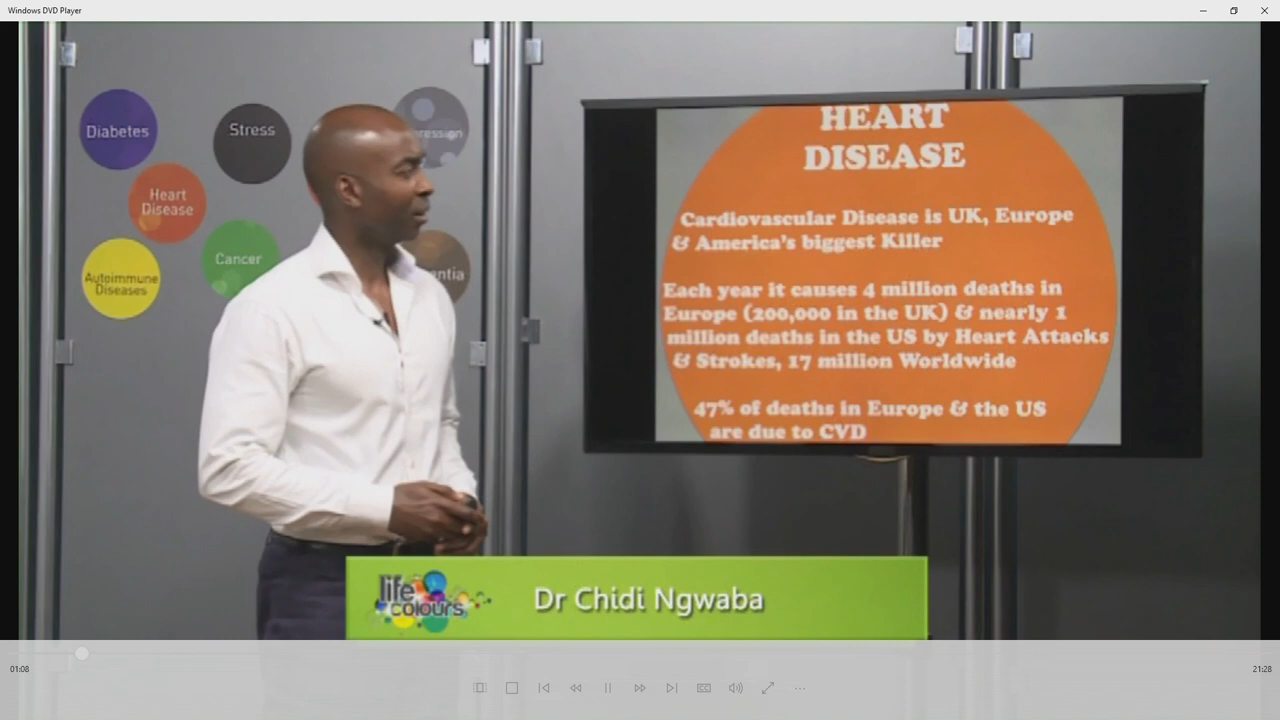 Windows DVD Player
Diabetes
Stress
Heart
Disease
Cancer
Autoimmune
Diseases
HEART
DISEASE
Cardiovascular Disease is UK, Europe
& America's biggest Killer
Each year it causes 4 million deaths in
Europe (200,000 in the UK) & nearly 1
million deaths in the US by Heart Attacks
& Strokes, 17 million Worldwide
47% of deaths in Europe & the US
are due to CVD
life
colours
Dr Chidi Ngwaba
01:08
21:28
CC